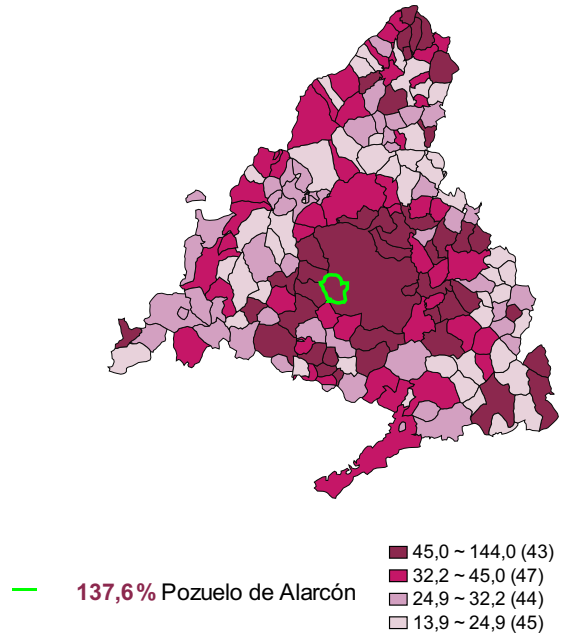 45,0 ~ 144,0 (43)
32,2 ~ 45,0 (47)
24,9 ~ 32,2 (44)
13,9 ~ 24,9 (45)
137,6% Pozuelo de Alarcón